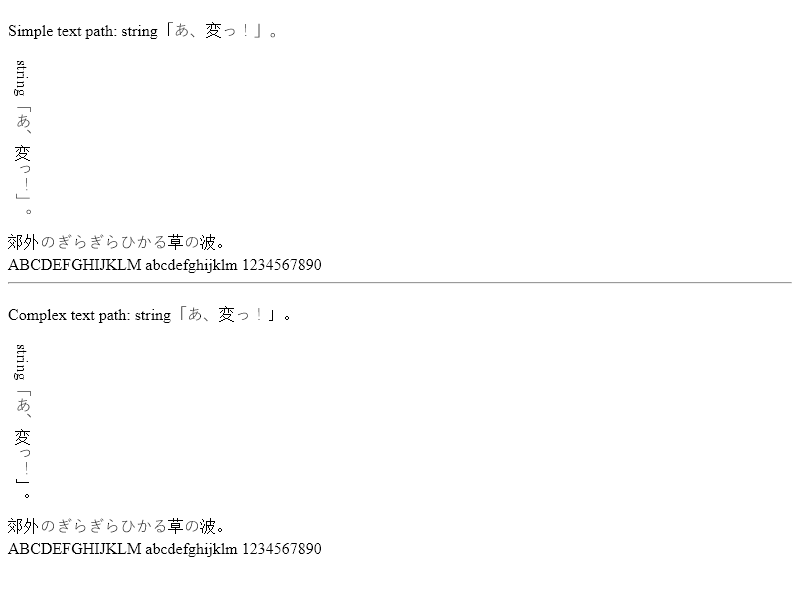 Simple text path: string「あ、変っ！」。
string「あ、変っ！」。
郊外のぎらぎらひかる草の波。
ABCDEFGHIJKLM abcdefghijklm 1234567890
Complex text path: string「あ、変っ！」。
string「あ、変っ！」。
郊外のぎらぎらひかる草の波。
ABCDEFGHIJKLM abcdefghijklm 1234567890